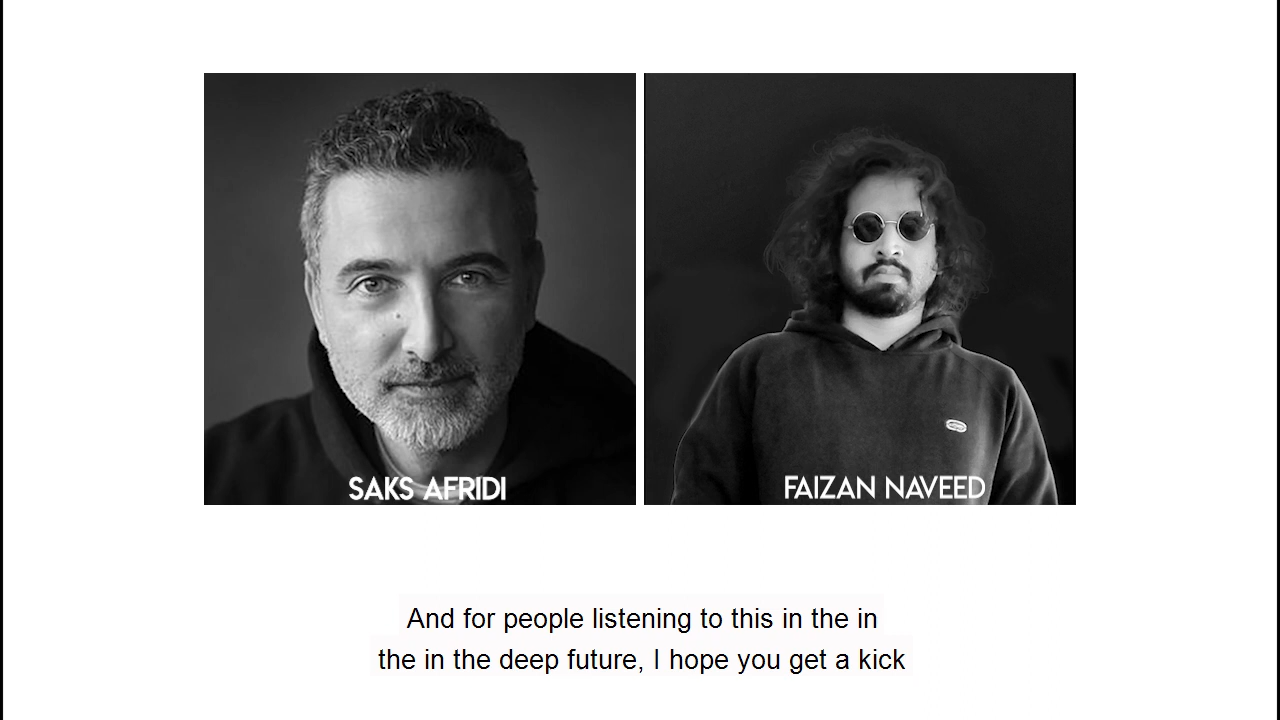 SAKS AFRIDI
FAIZAN NAVEED
And for people listening to this in the in
the in the deep future, I hope you get a kick